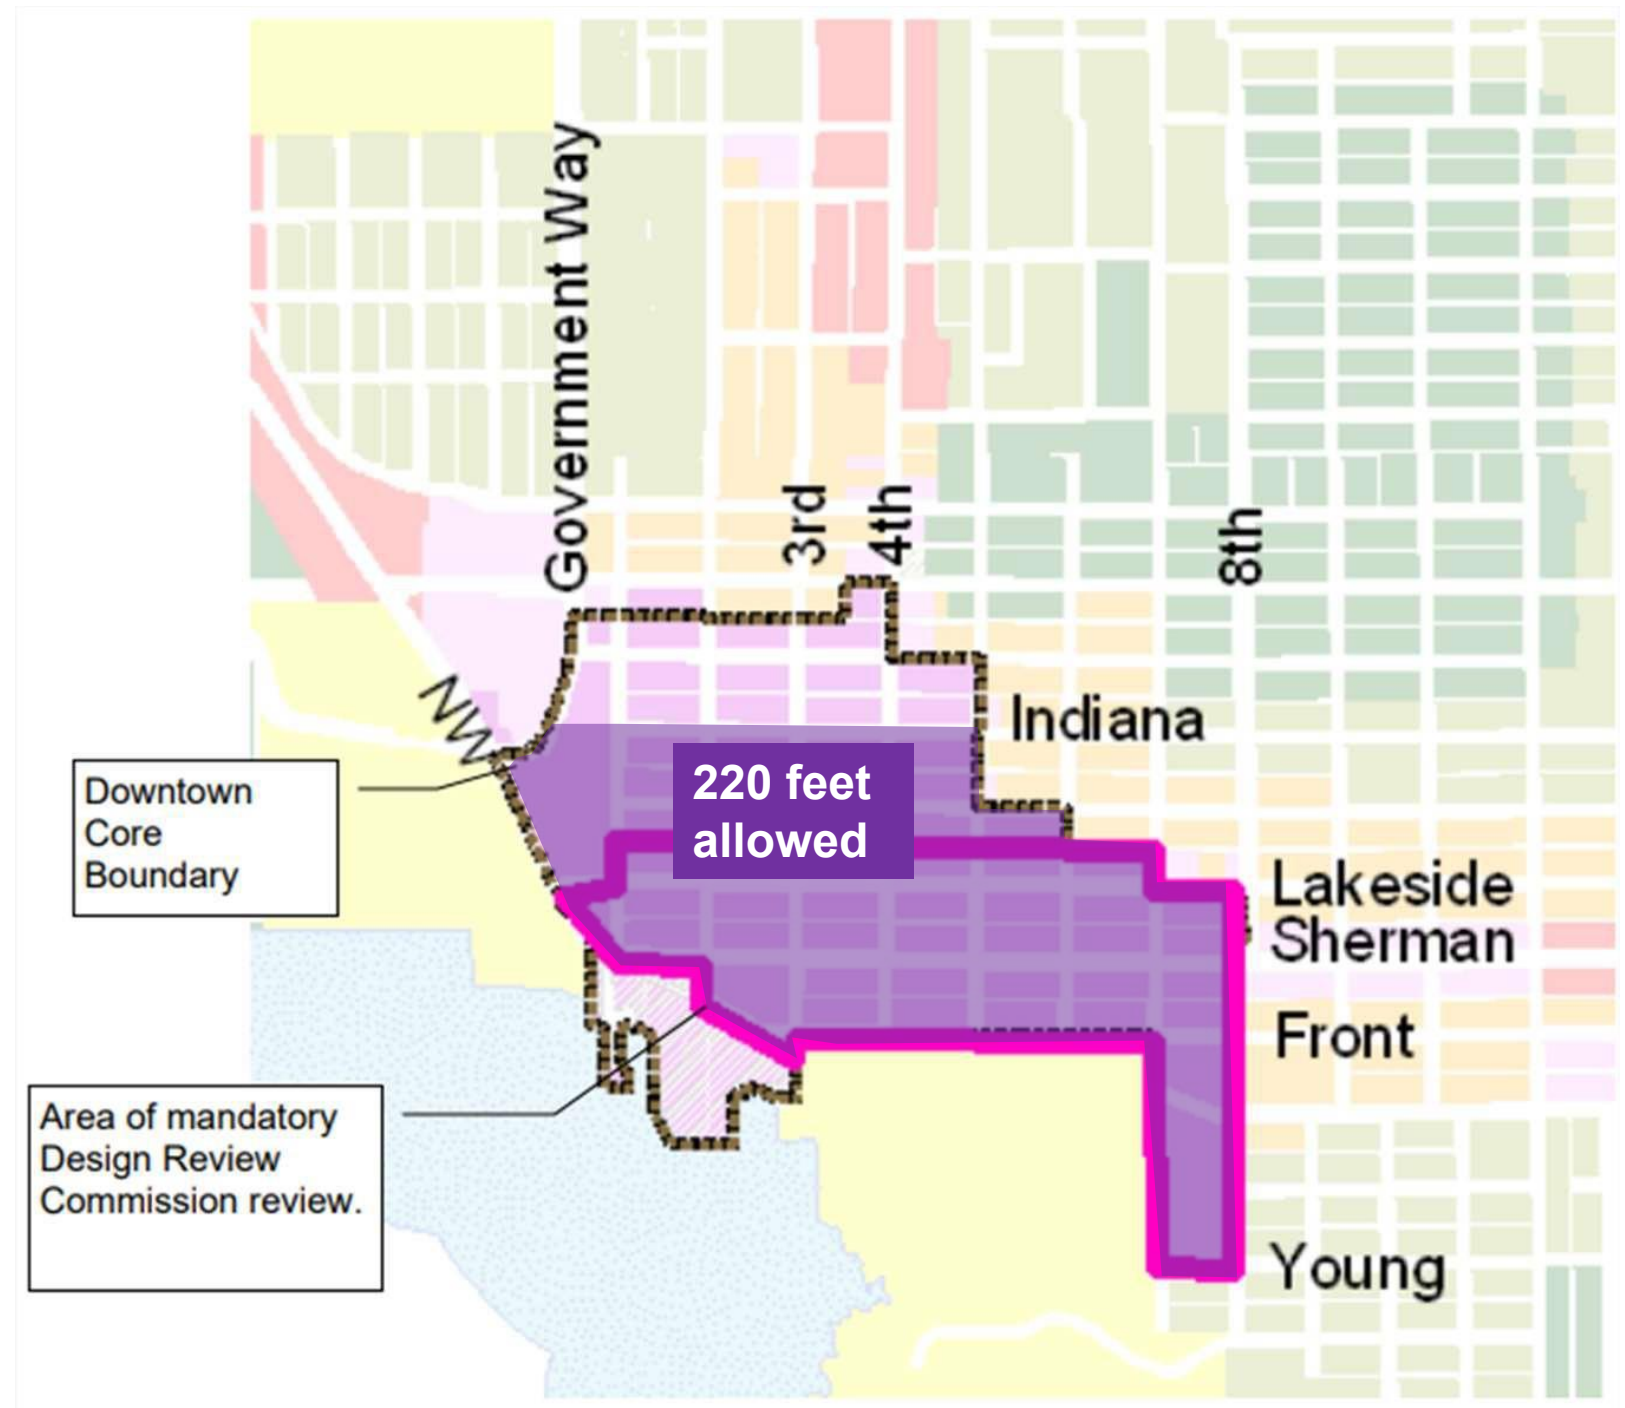 Government Way
3rd
4th
8th
NW
Indiana
Downtown
Core
Boundary
220 feet
allowed
Lakeside
Sherman
Front
Area of mandatory
Design Review
Commission review.
Young